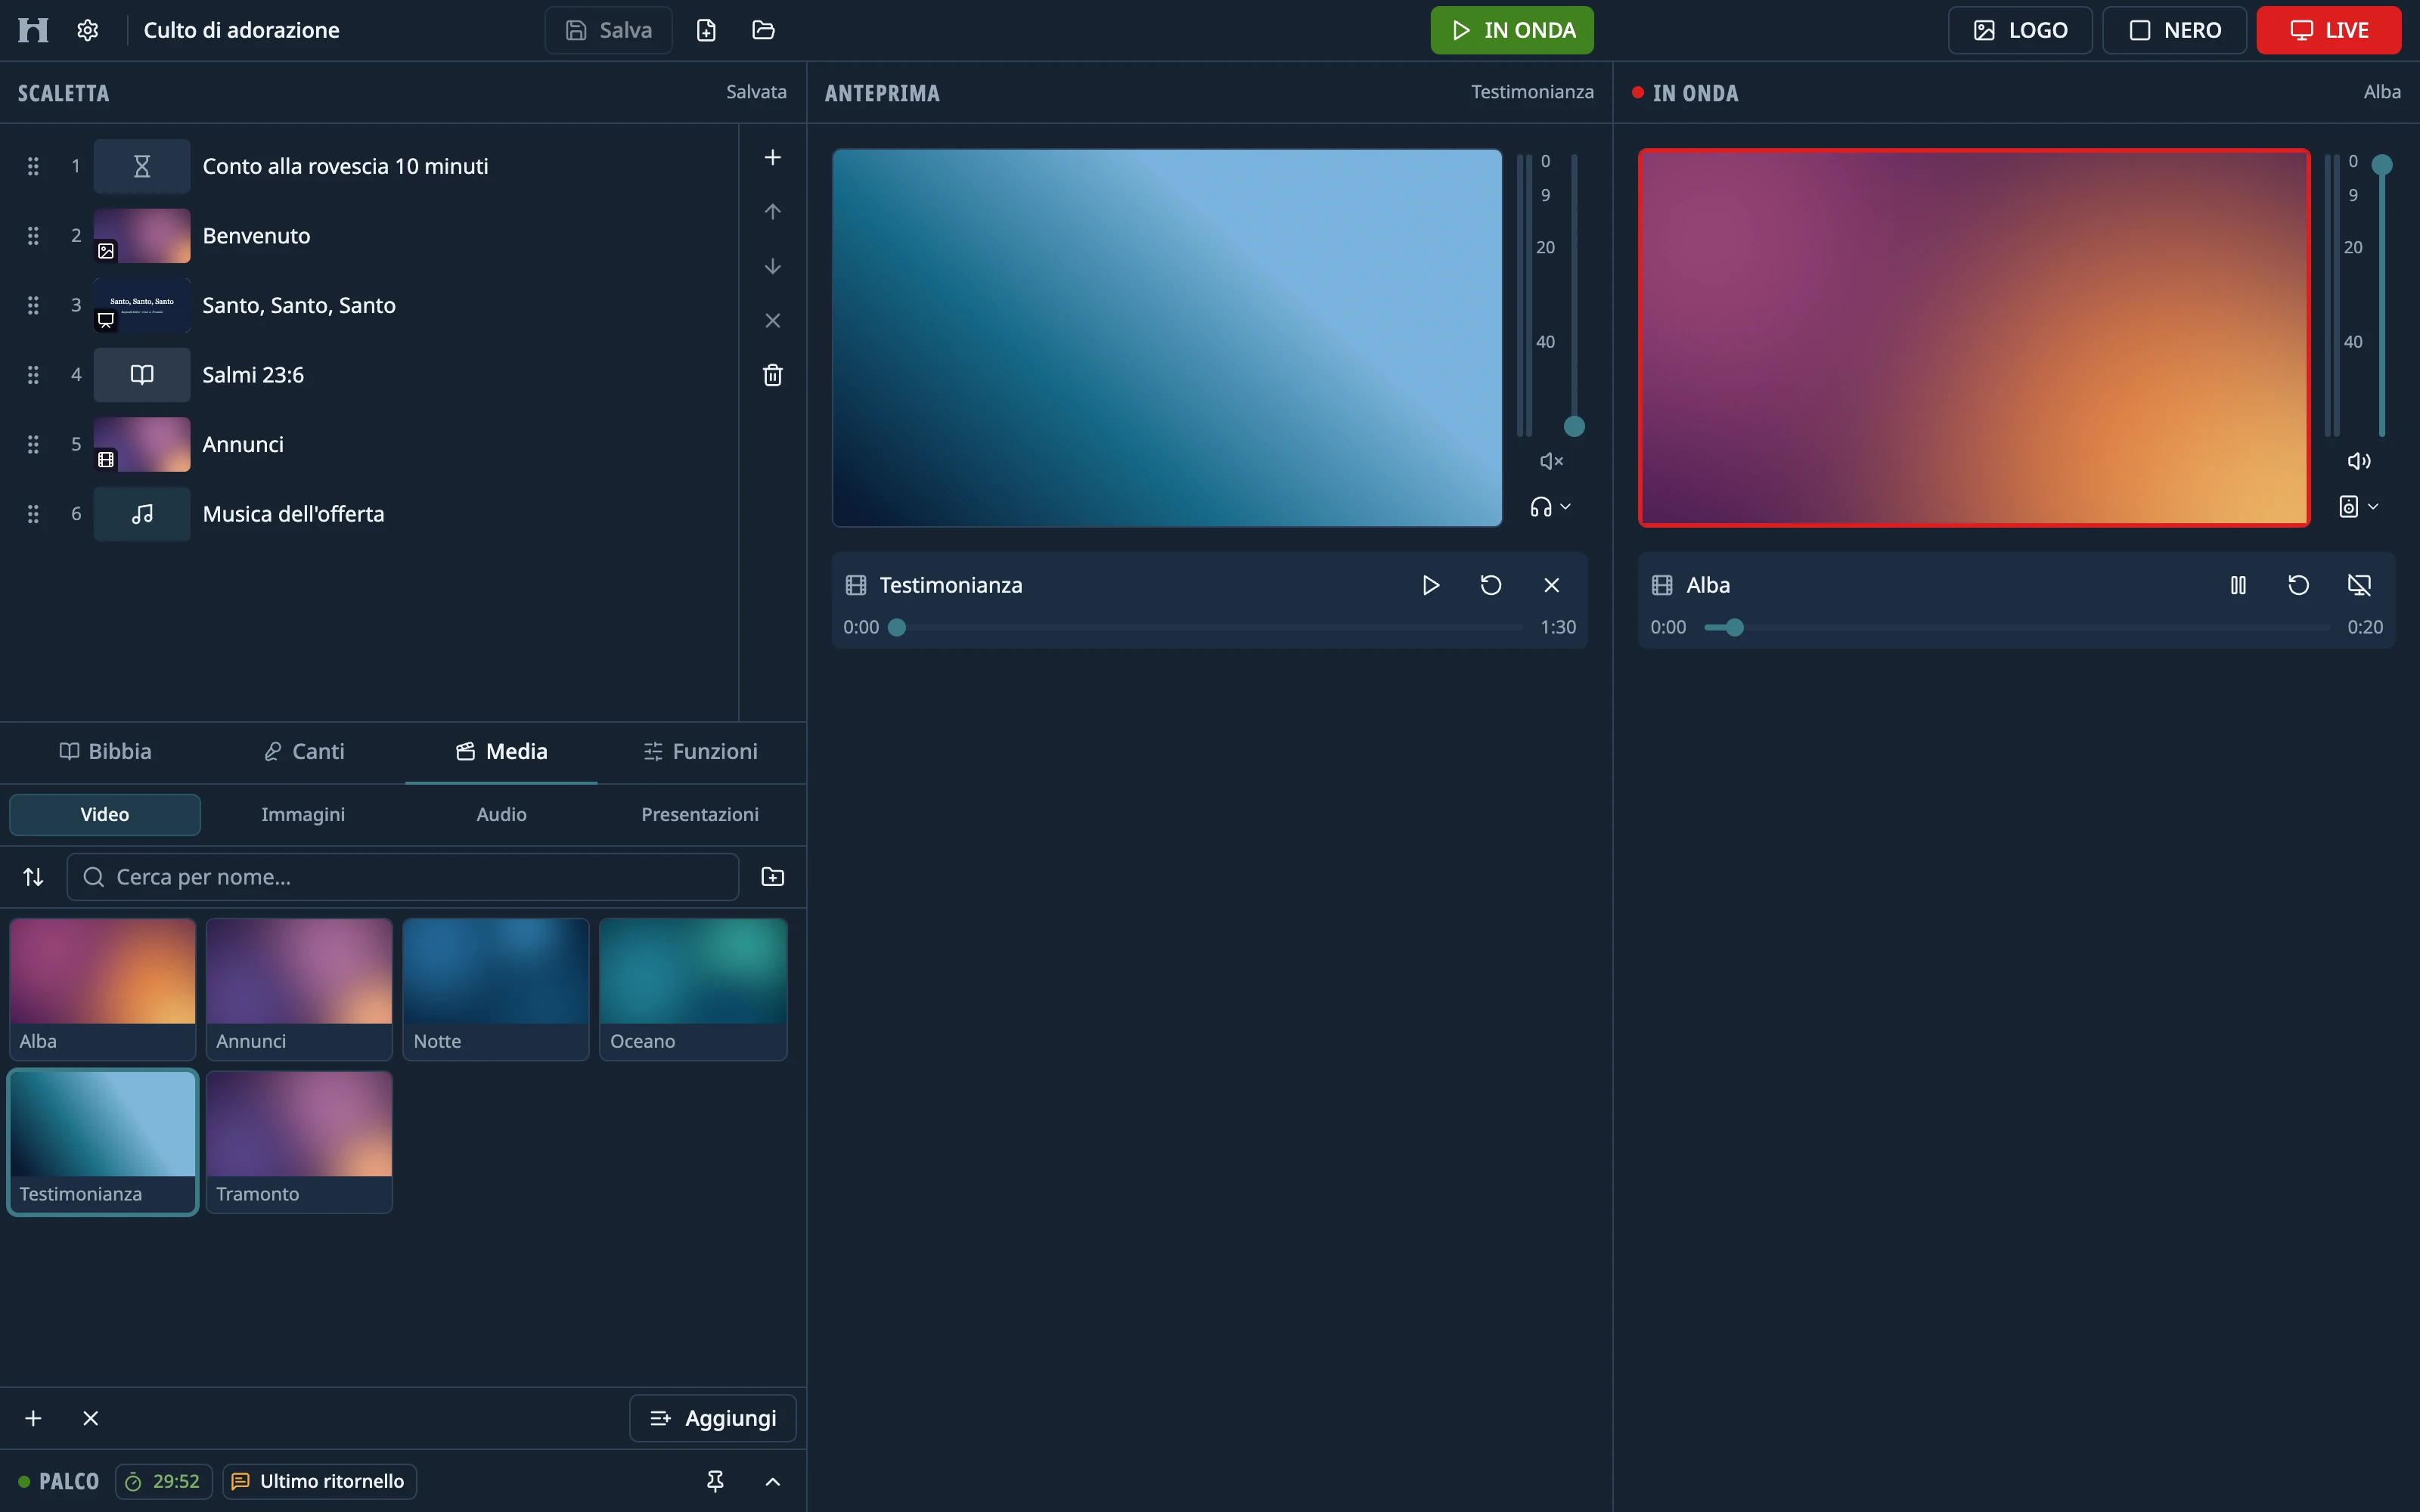 Culto di adorazione
Salva
IN ONDA
LOGO
NERO
LIVE
SCALETTA
Salvata
1
Conto alla rovescia 10 minuti
2
Benvenuto
3
Santo, Santo, Santo
Santo, Santo, Santo
4
Salmi 23:6
5
Annunci
6
Musica dell'offerta
Bibbia
Canti
Media
Funzioni
Video
Immagini
Audio
Presentazioni
Cerca per nome...
Alba
Annunci
Notte
Oceano
Testimonianza
Tramonto
Aggiungi
PALCO
29:52
Ultimo ritornello
ANTEPRIMA
Testimonianza
0
9
20
40
Testimonianza
0:00
1:30
IN ONDA
Alba
0
9
20
40
Alba
0:00
0:20